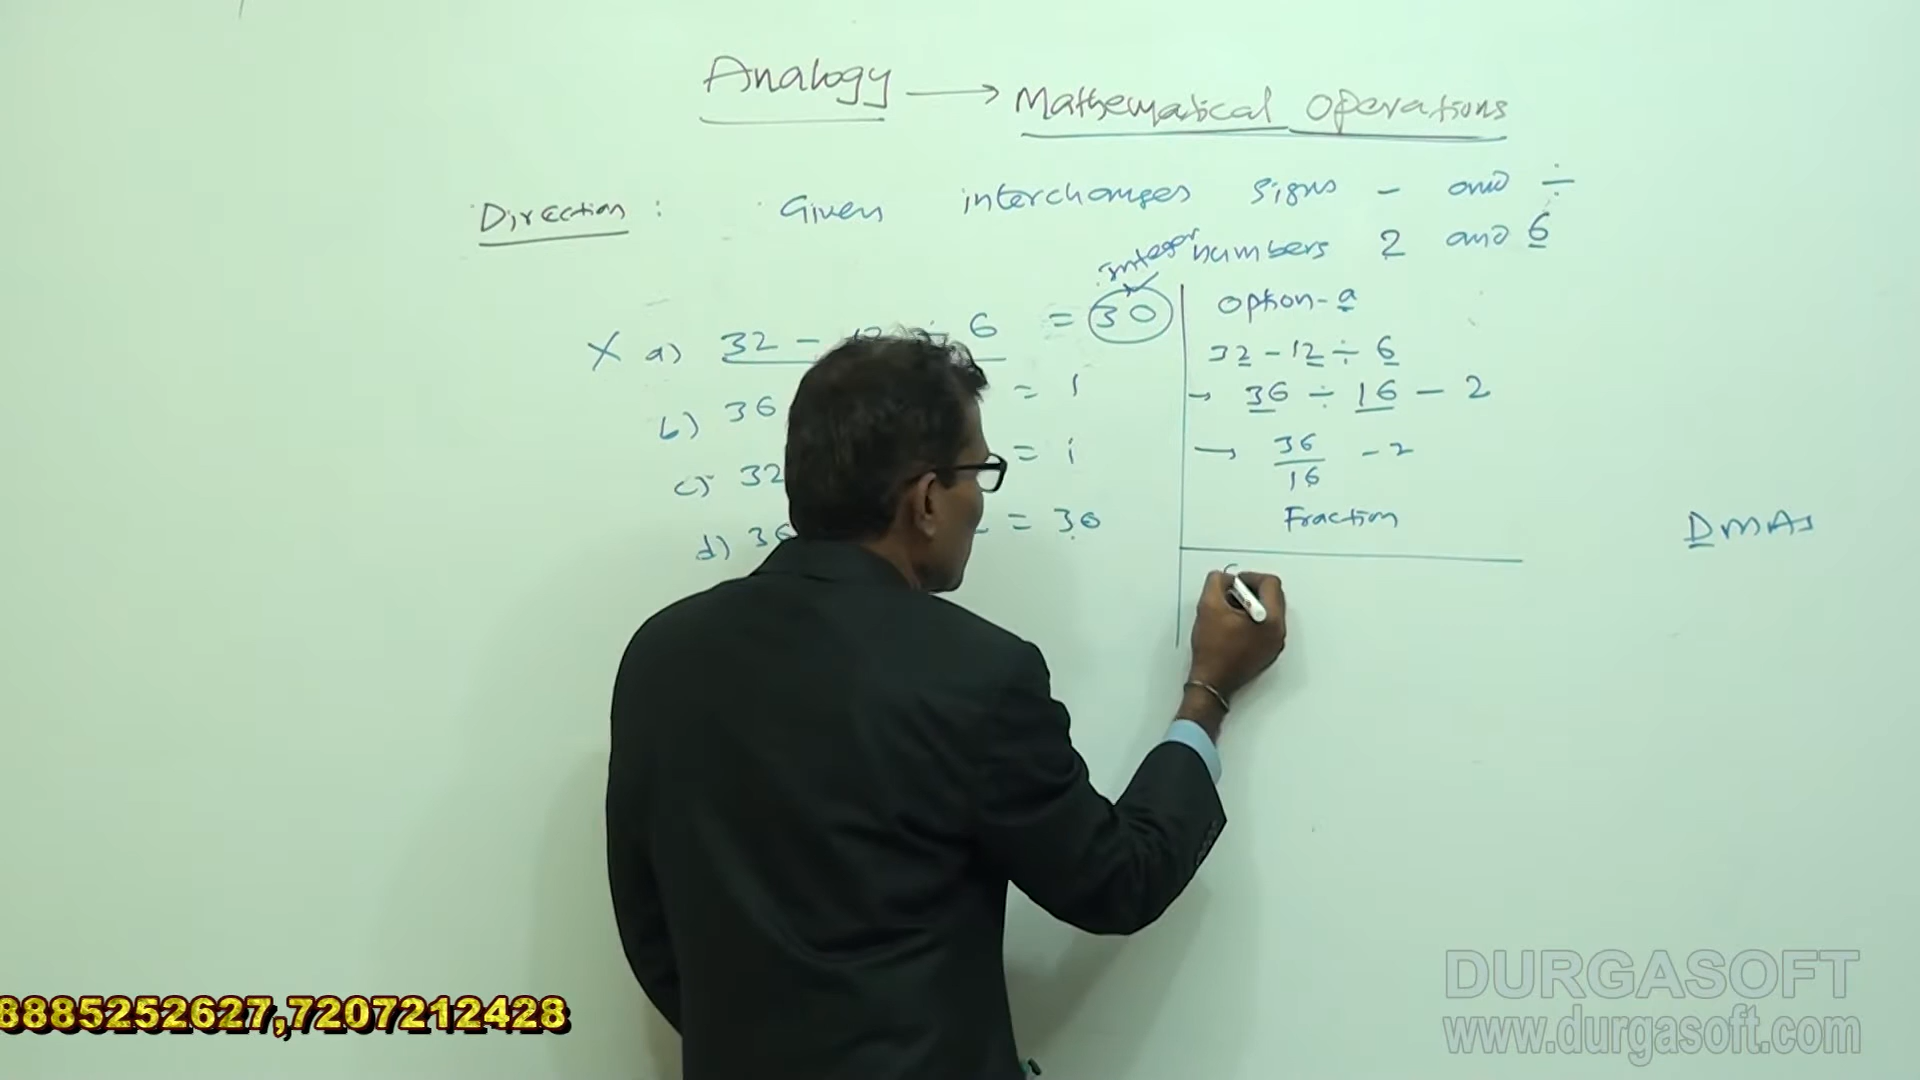 Analogy → Mathematical Operations
Direction : Given interchanges signs - and ÷
numbers 2 and 6
integer
X a) 32 - 12 ÷ 6 = 30
b) 36 = 1
c) 32 = 1
d) 36 = 30
Option-a
32 - 12 ÷ 6
→ 36 ÷ 16 - 2
→ 36/16 - 2
Fraction
DMAS
8885252627,7207212428
DURGASOFT
www.durgasoft.com